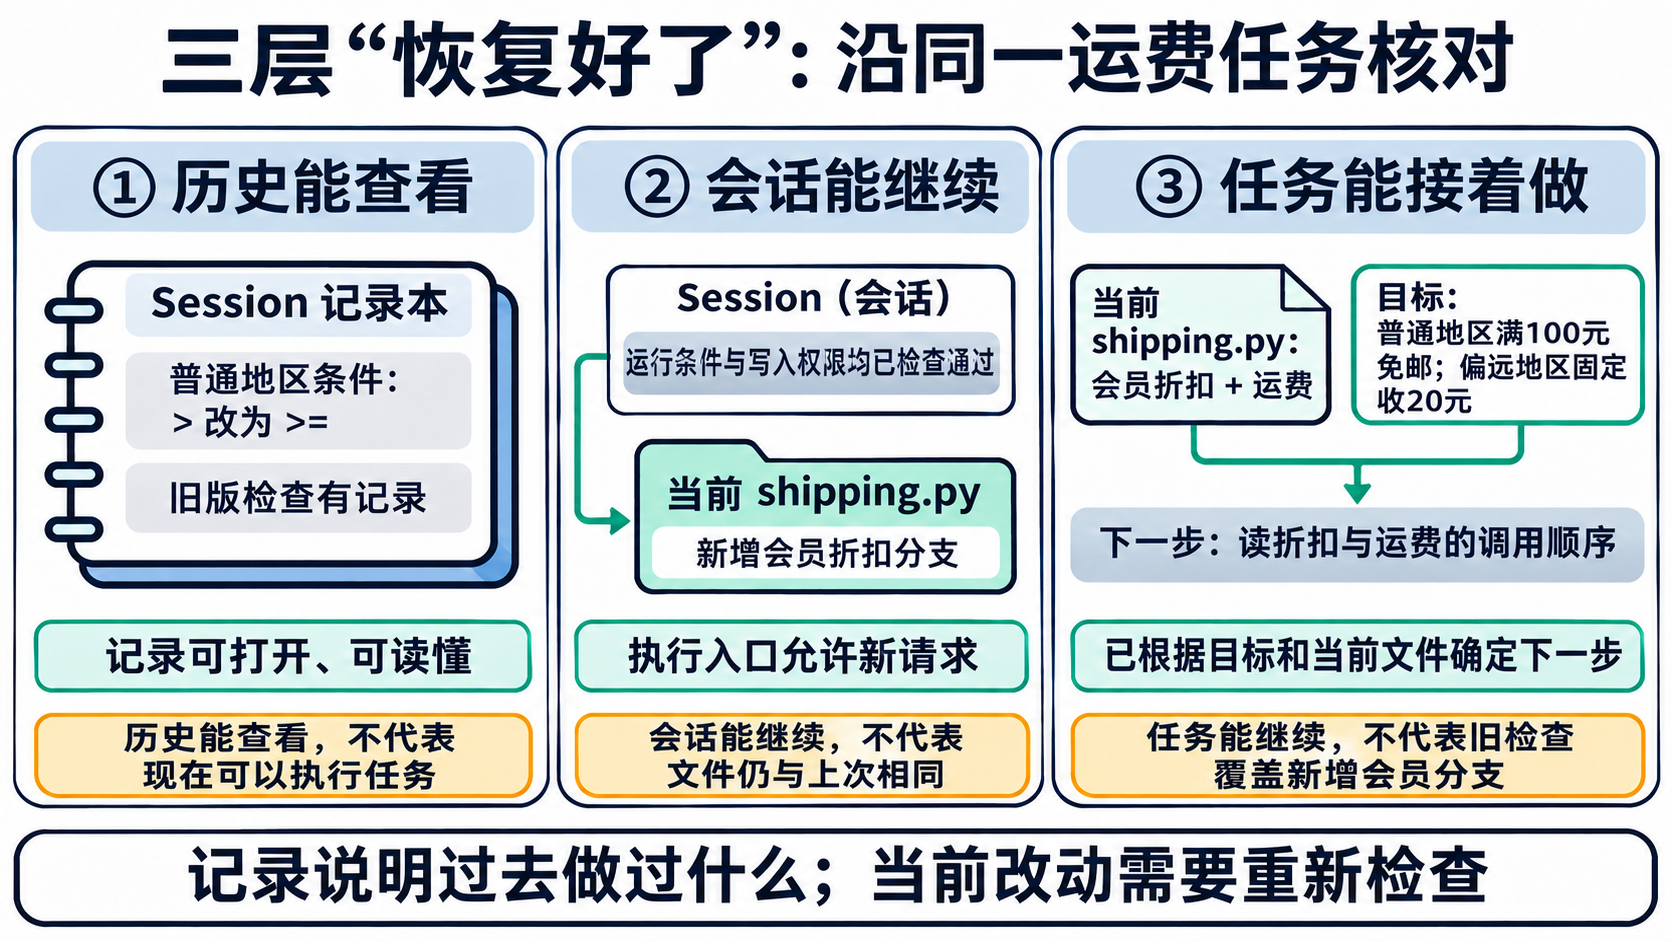 三层“恢复好了”：沿同一运费任务核对
① 历史能查看
Session 记录本
普通地区条件：
> 改为 >=
旧版检查有记录
记录可打开、可读懂
历史能查看，不代表
现在可以执行任务
② 会话能继续
Session（会话）
运行条件与写入权限均已检查通过
当前 shipping.py
新增会员折扣分支
执行入口允许新请求
会话能继续，不代表
文件仍与上次相同
③ 任务能接着做
当前
shipping.py：
会员折扣 + 运费
目标：
普通地区满100元
免邮；偏远地区固定
收20元
下一步：读折扣与运费的调用顺序
已根据目标和当前文件确定下一步
任务能继续，不代表旧检查
覆盖新增会员分支
记录说明过去做过什么；当前改动需要重新检查